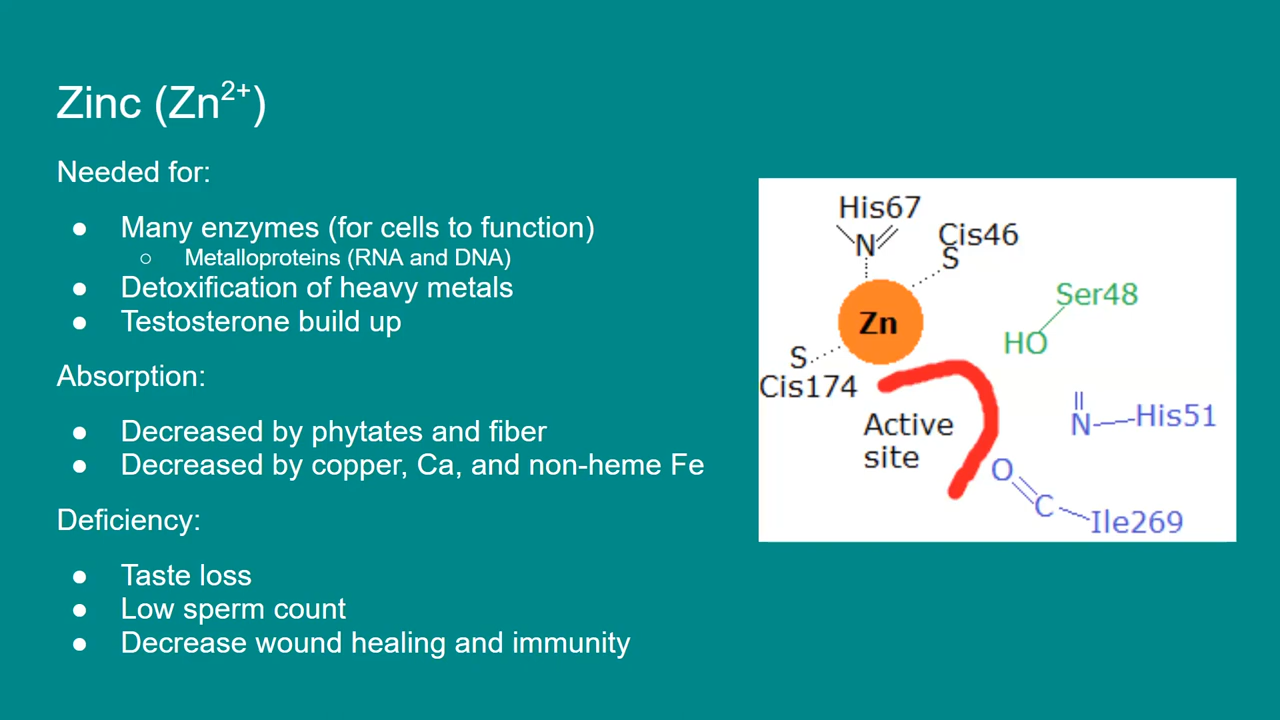 Zinc (Zn²⁺)
Needed for:
● Many enzymes (for cells to function)
○ Metalloproteins (RNA and DNA)
● Detoxification of heavy metals
● Testosterone build up
Absorption:
● Decreased by phytates and fiber
● Decreased by copper, Ca, and non-heme Fe
Deficiency:
● Taste loss
● Low sperm count
● Decrease wound healing and immunity
His67
N
Cis46
S
Zn
Ser48
HO
S
Cis174
Active
site
N
His51
O
C
Ile269